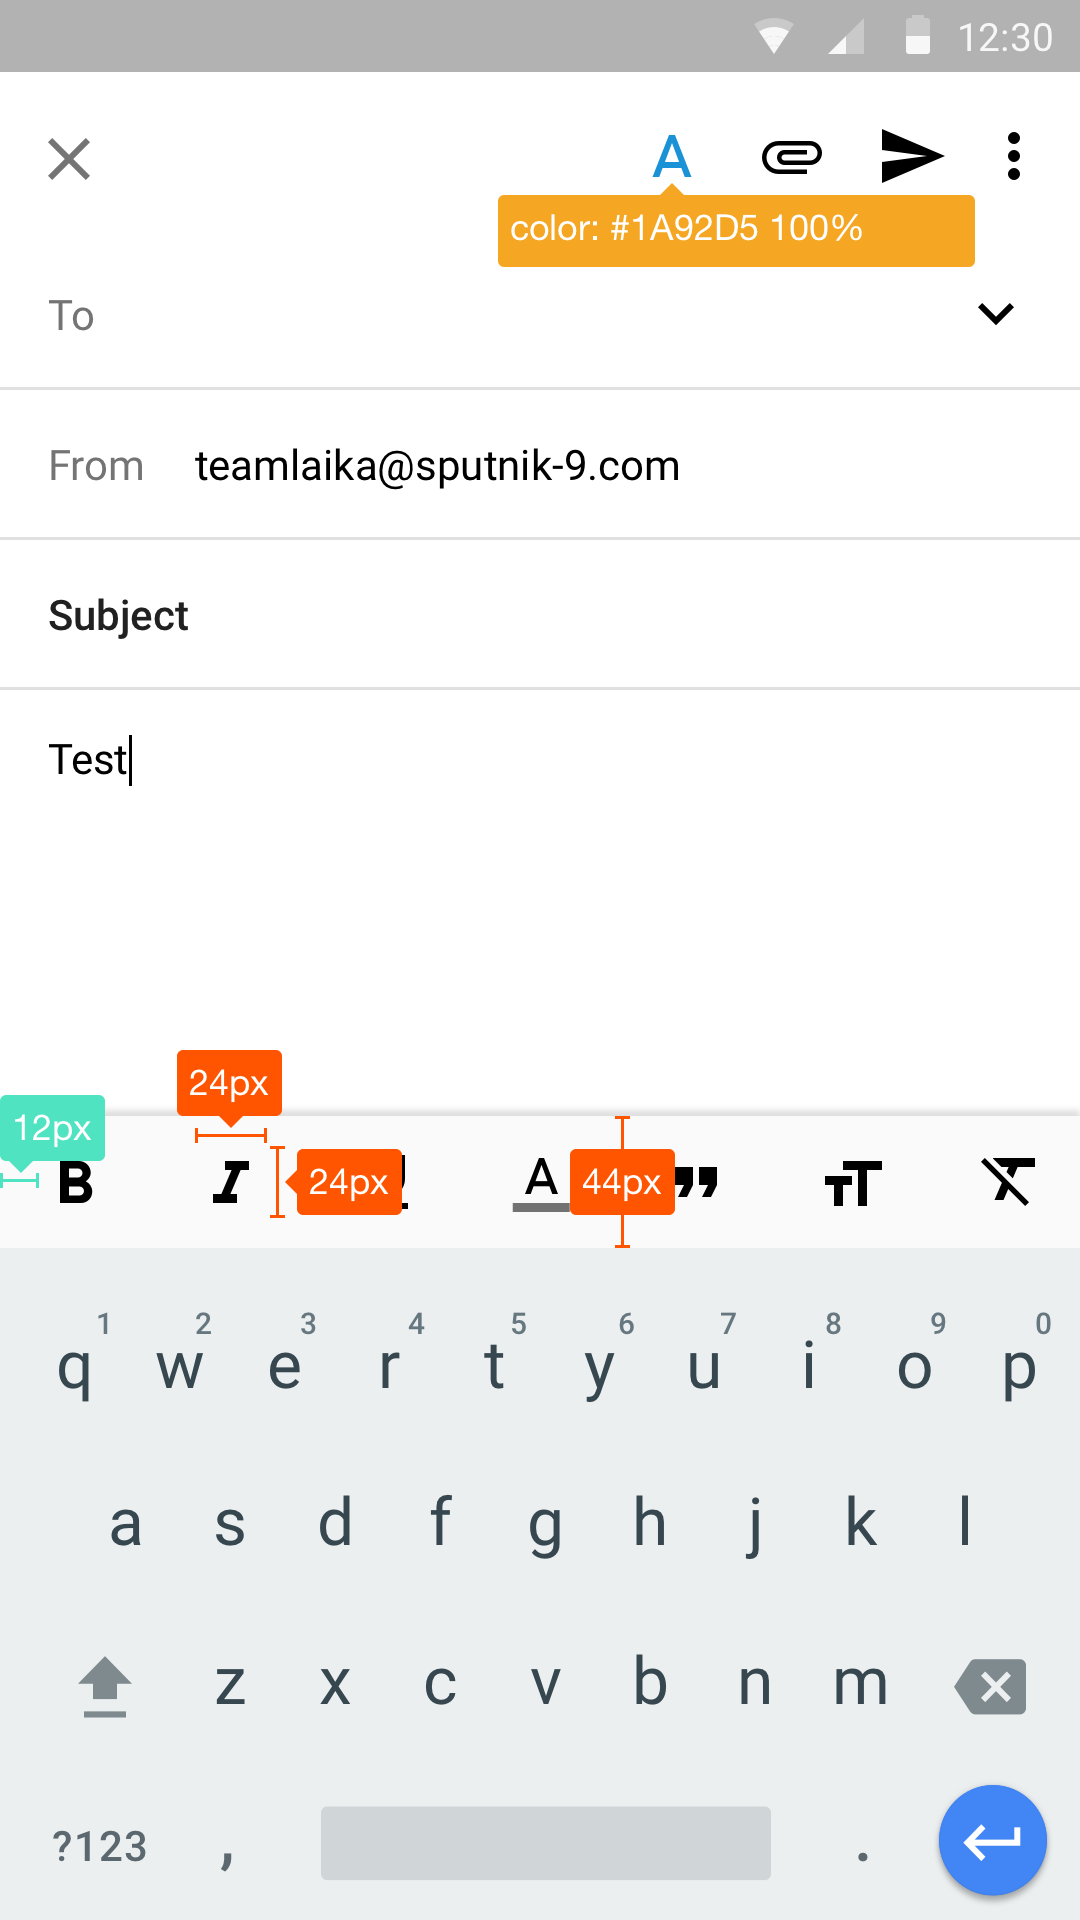 12:30
A
color: #1A92D5 100%
To
From teamlaika@sputnik-9.com
Subject
Test
24px
12px
B I 24px A 44px TT
1 2 3 4 5 6 7 8 9 0
q w e r t y u i o p
a s d f g h j k l
z x c v b n m
?123 , .